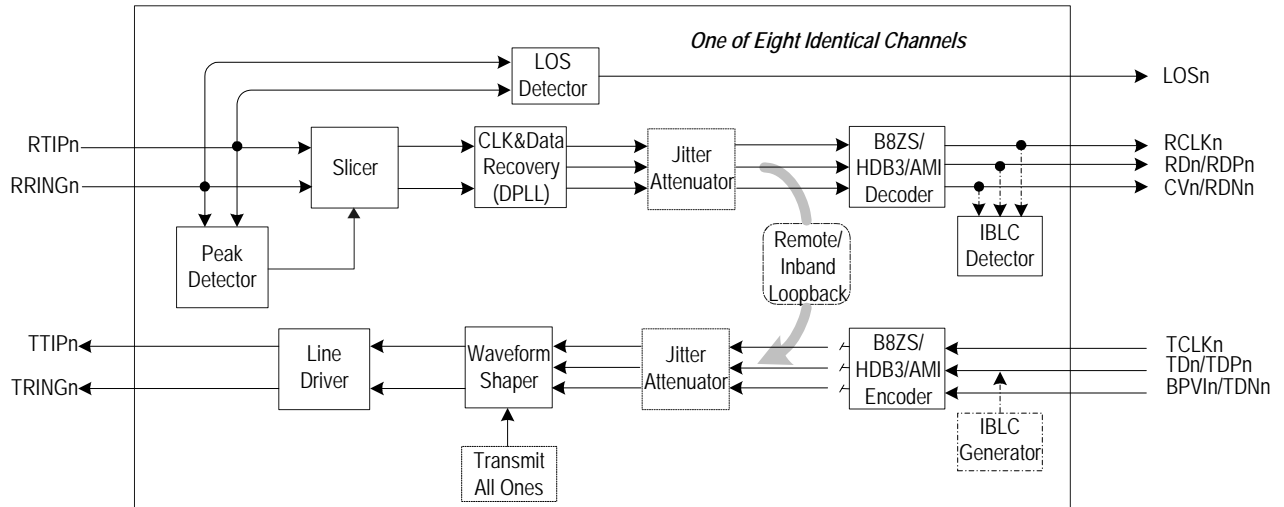 One of Eight Identical Channels
LOS
Detector
LOSn
RTIPn
RRINGn
Slicer
CLK&Data
Recovery
(DPLL)
Jitter
Attenuator
B8ZS/
HDB3/AMI
Decoder
RCLKn
RDn/RDPn
CVn/RDNn
Peak
Detector
Remote/
Inband
Loopback
IBLC
Detector
TTIPn
TRINGn
Line
Driver
Waveform
Shaper
Jitter
Attenuator
B8ZS/
HDB3/AMI
Encoder
TCLKn
TDn/TDPn
BPVIn/TDNn
Transmit
All Ones
IBLC
Generator